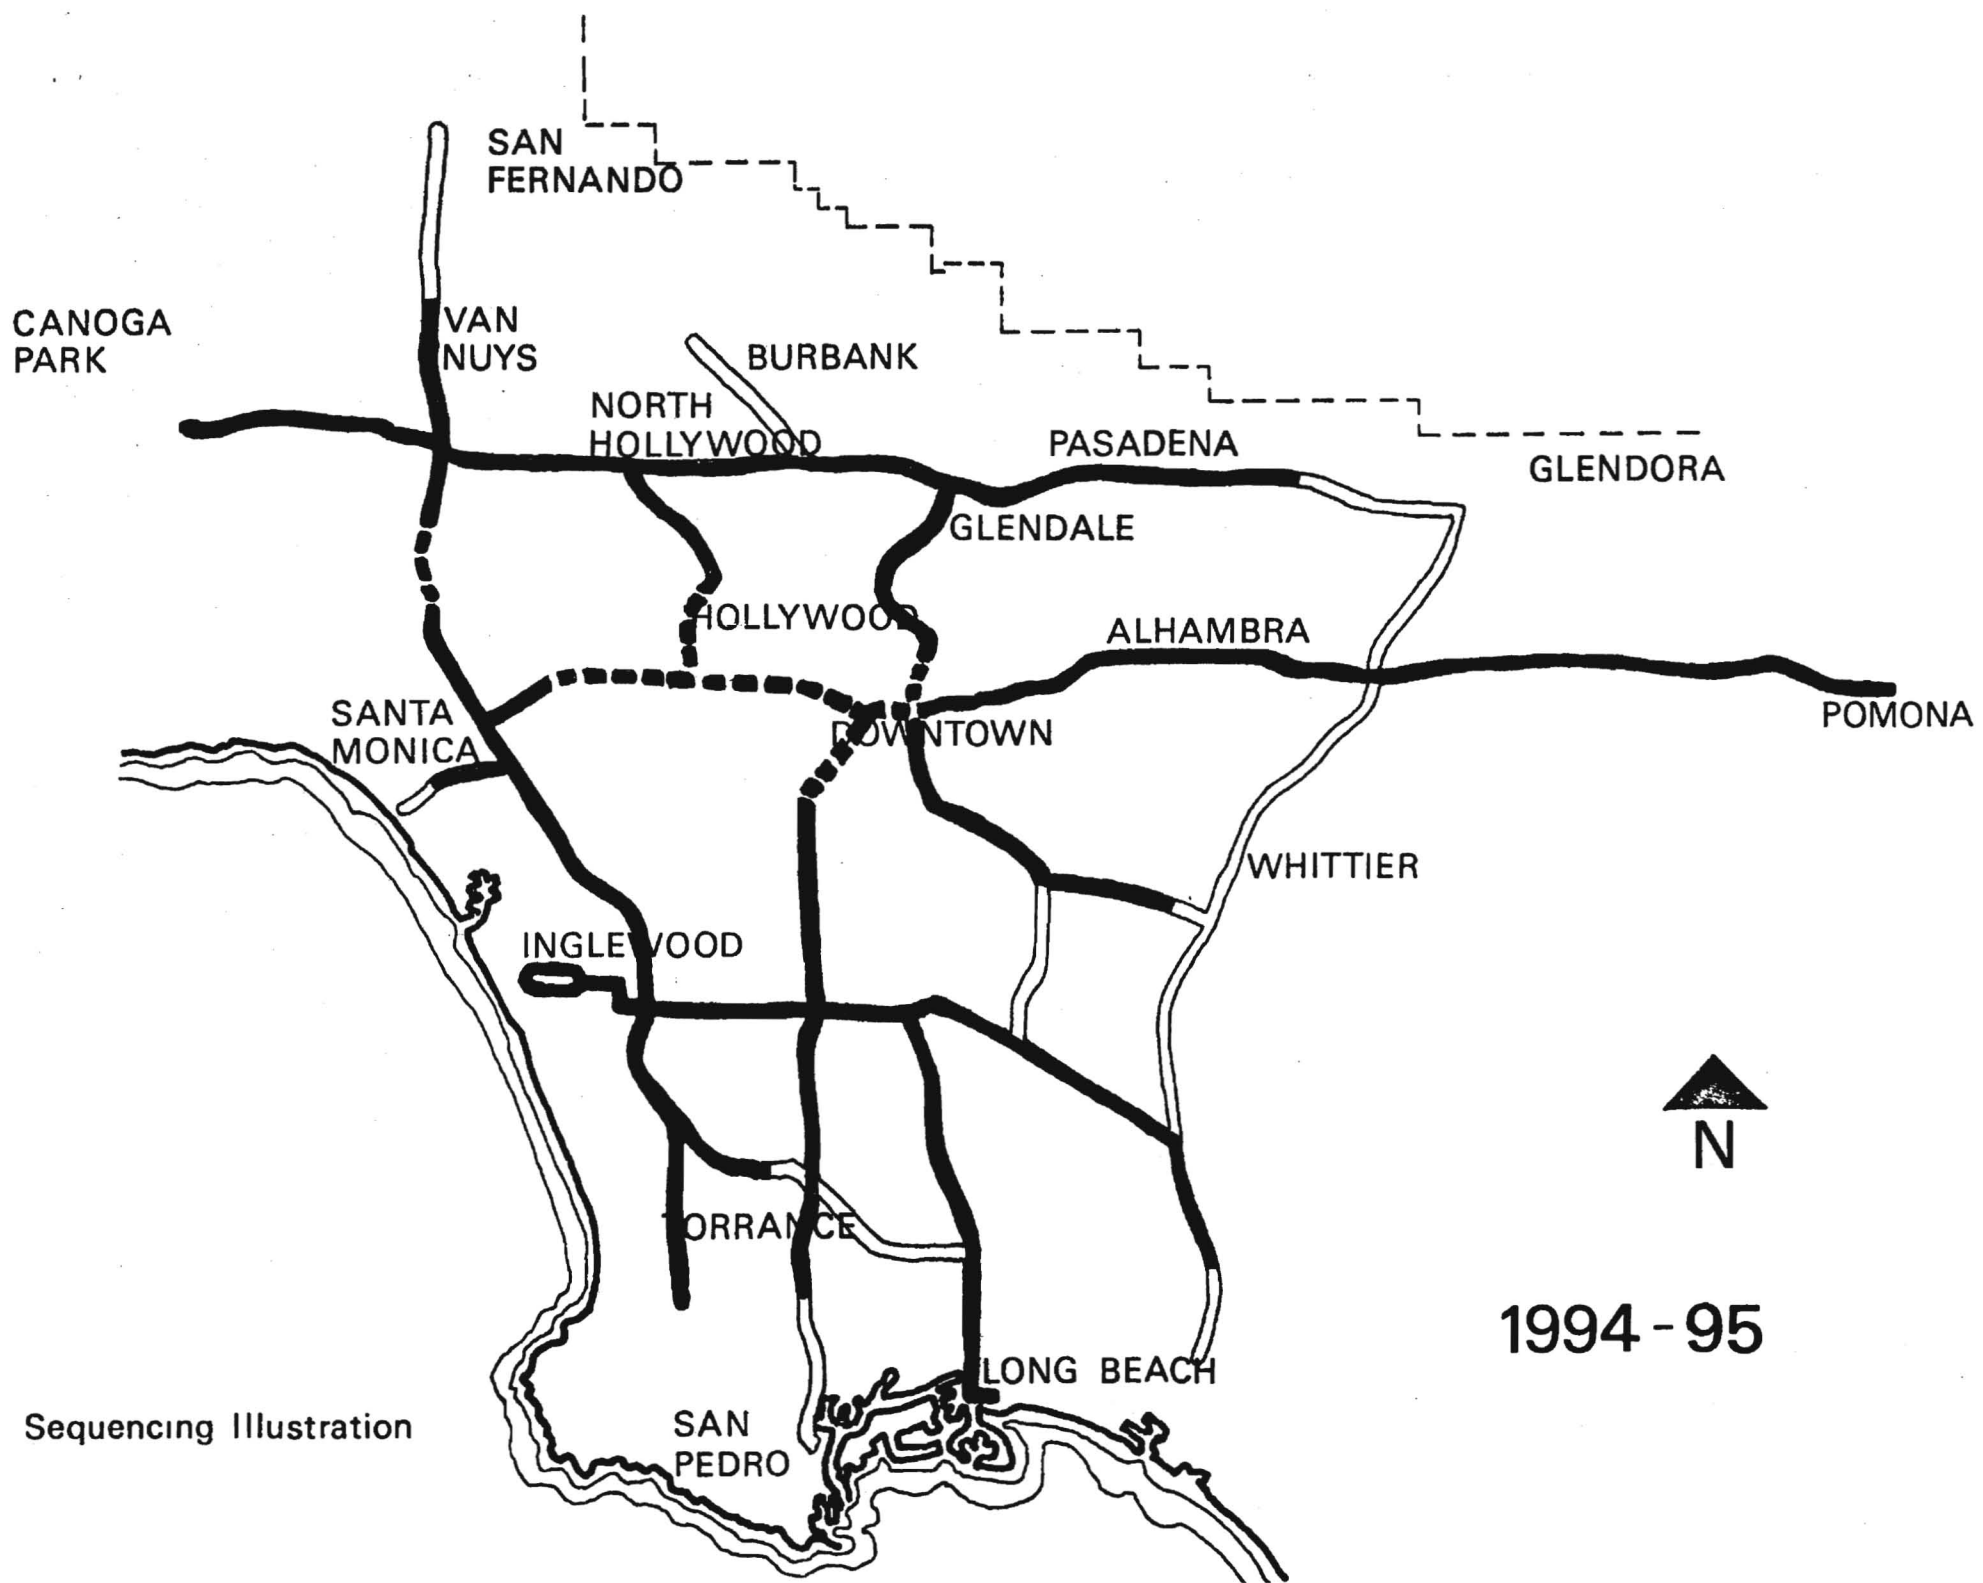 SAN
FERNANDO
CANOGA
PARK
VAN
NUYS
BURBANK
NORTH
HOLLYWOOD
PASADENA
GLENDORA
GLENDALE
HOLLYWOOD
ALHAMBRA
SANTA
MONICA
DOWNTOWN
POMONA
WHITTIER
INGLEWOOD
N
TORRANCE
1994-95
LONG BEACH
Sequencing Illustration
SAN
PEDRO